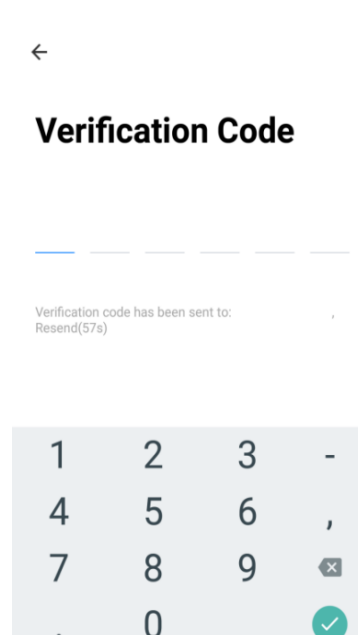 Verification Code
Verification code has been sent to: ,
Resend(57s)
1 2 3 -
4 5 6 ,
7 8 9
. 0